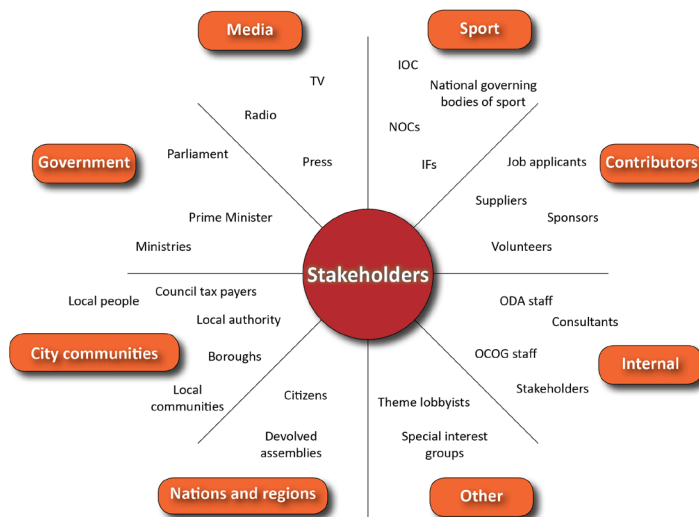 Media
Sport
TV
IOC
National governing
bodies of sport
Radio
NOCs
Government
Parliament
Press
IFs
Job applicants
Contributors
Suppliers
Prime Minister
Sponsors
Ministries
Volunteers
Stakeholders
Local people
Council tax payers
ODA staff
Local authority
Consultants
City communities
Boroughs
OCOG staff
Internal
Local
communities
Citizens
Theme lobbyists
Stakeholders
Devolved
assemblies
Special interest
groups
Nations and regions
Other